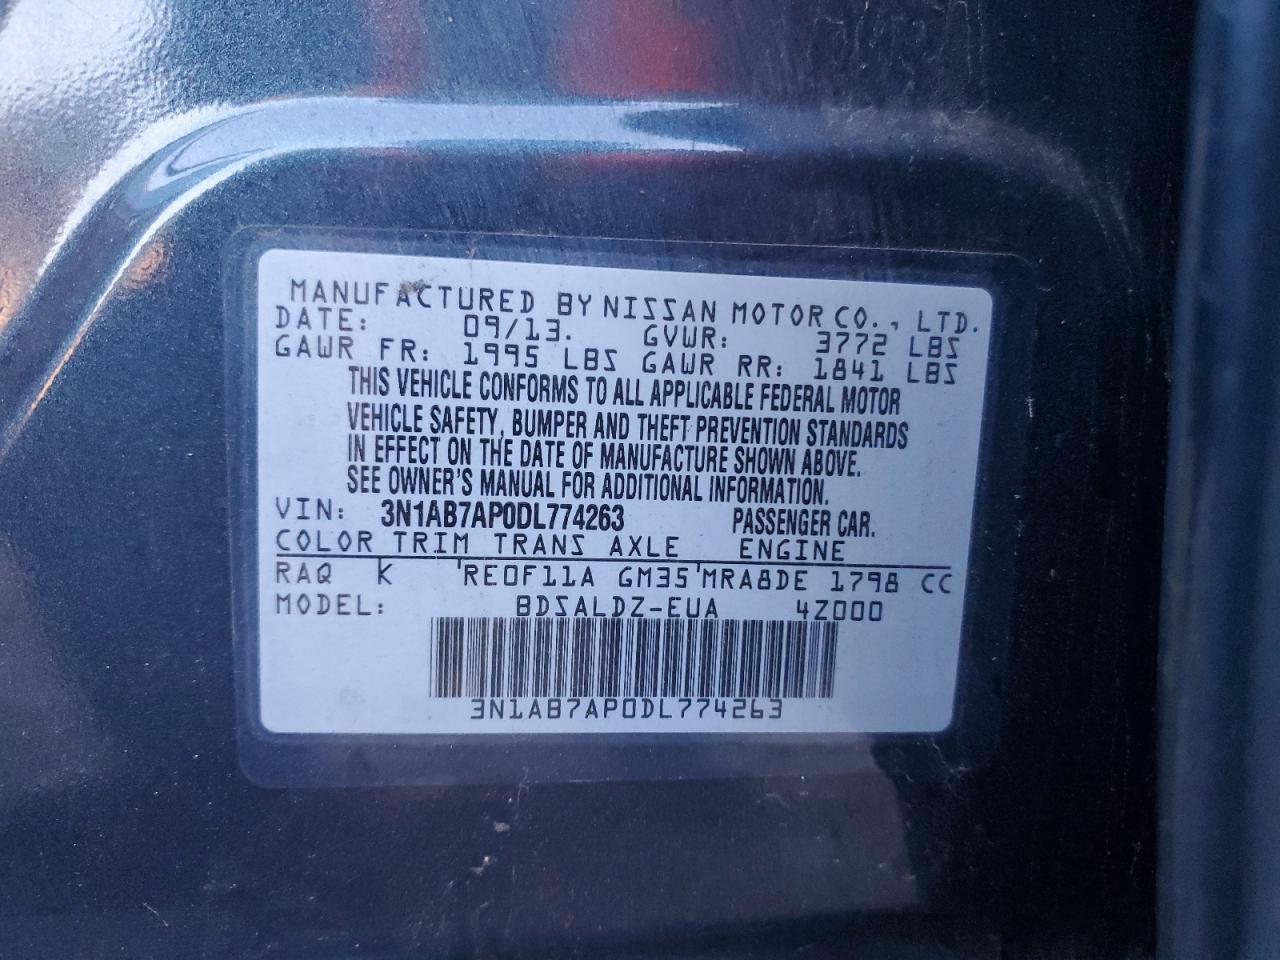 MANUFACTURED BY NISSAN MOTOR CO., LTD.
DATE: 09/13. GVWR: 3772 LBS
GAWR FR: 1995 LBS GAWR RR: 1841 LBS
THIS VEHICLE CONFORMS TO ALL APPLICABLE FEDERAL MOTOR
VEHICLE SAFETY, BUMPER AND THEFT PREVENTION STANDARDS
IN EFFECT ON THE DATE OF MANUFACTURE SHOWN ABOVE.
SEE OWNER'S MANUAL FOR ADDITIONAL INFORMATION.
VIN: 3N1AB7AP0DL774263 PASSENGER CAR.
COLOR TRIM TRANS AXLE ENGINE
RAQ K 'RE0F11A GM35'MRA8DE 1798 CC
MODEL: BDSALDZ-EUA 4Z000
3N1AB7AP0DL774263